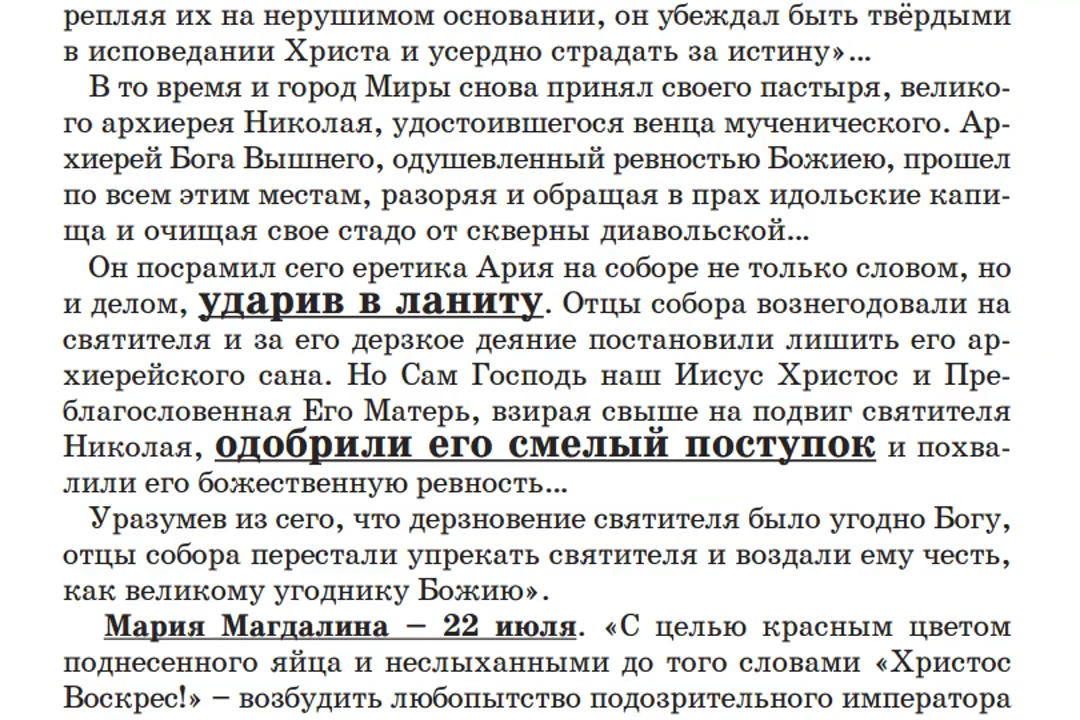 репляя их на нерушимом основании, он убеждал быть твёрдыми
в исповедании Христа и усердно страдать за истину»...
В то время и город Миры снова принял своего пастыря, велико-
го архиерея Николая, удостоившегося венца мученического. Ар-
хиерей Бога Вышнего, одушевленный ревностью Божиею, прошел
по всем этим местам, разоряя и обращая в прах идольские капи-
ща и очищая свое стадо от скверны диавольской...
Он посрамил сего еретика Ария на соборе не только словом, но
и делом, ударив в ланиту. Отцы собора вознегодовали на
святителя и за его дерзкое деяние постановили лишить его ар-
хиерейского сана. Но Сам Господь наш Иисус Христос и Пре-
благословенная Его Матерь, взирая свыше на подвиг святителя
Николая, одобрили его смелый поступок и похва-
лили его божественную ревность...
Уразумев из сего, что дерзновение святителя было угодно Богу,
отцы собора перестали упрекать святителя и воздали ему честь,
как великому угоднику Божию».
Мария Магдалина – 22 июля. «С целью красным цветом
поднесенного яйца и неслыханными до того словами «Христос
Воскрес!» – возбудить любопытство подозрительного императора